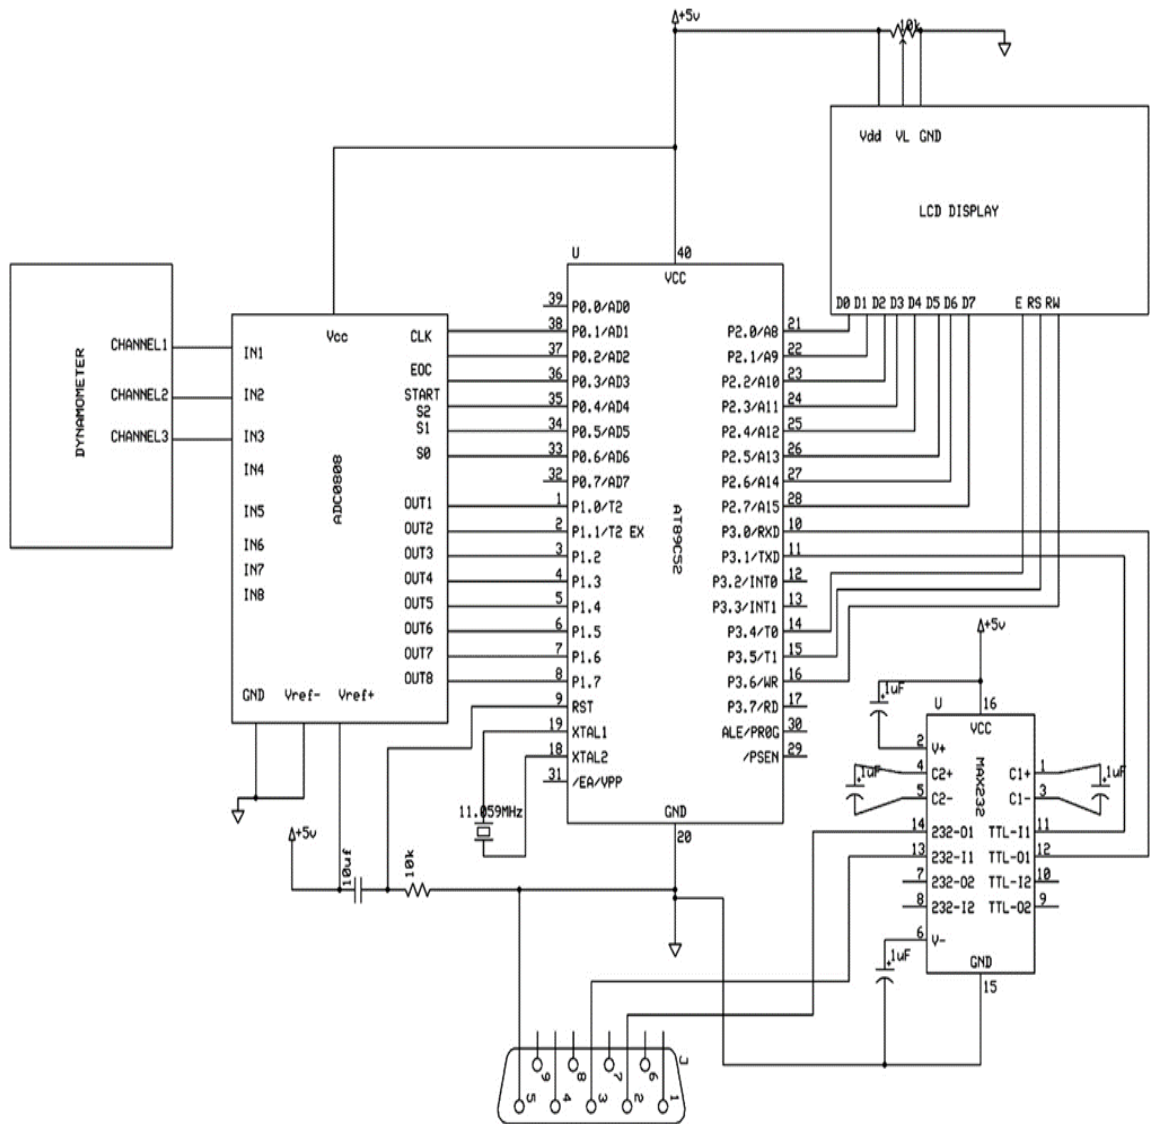 +5v
10k
Vdd VL GND
LCD DISPLAY
D0 D1 D2 D3 D4 D5 D6 D7 E RS RW
DYNAMOMETER
CHANNEL1
CHANNEL2
CHANNEL3
Vcc
ADC0808
IN1
IN2
IN3
IN4
IN5
IN6
IN7
IN8
CLK
EOC
START
S2
S1
S0
OUT1
OUT2
OUT3
OUT4
OUT5
OUT6
OUT7
OUT8
GND Vref- Vref+
U
40
VCC
AT89C52
39 P0.0/AD0
38 P0.1/AD1
37 P0.2/AD2
36 P0.3/AD3
35 P0.4/AD4
34 P0.5/AD5
33 P0.6/AD6
32 P0.7/AD7
1 P1.0/T2
2 P1.1/T2 EX
3 P1.2
4 P1.3
5 P1.4
6 P1.5
7 P1.6
8 P1.7
9 RST
19 XTAL1
18 XTAL2
31 /EA/VPP
P2.0/A8 21
P2.1/A9 22
P2.2/A10 23
P2.3/A11 24
P2.4/A12 25
P2.5/A13 26
P2.6/A14 27
P2.7/A15 28
P3.0/RXD 10
P3.1/TXD 11
P3.2/INT0 12
P3.3/INT1 13
P3.4/T0 14
P3.5/T1 15
P3.6/WR 16
P3.7/RD 17
ALE/PROG 30
/PSEN 29
GND
20
11.059MHz
+5v
10uf
10k
+5v
1uF
U
16
VCC
MAX232
2 V+
4 C2+
5 C2-
14 232-O1
13 232-I1
7 232-O2
8 232-I2
6 V-
C1+ 1
C1- 3
TTL-I1 11
TTL-O1 12
TTL-I2 10
TTL-O2 9
GND
15
1uF
1uF
1uF
J
9 8 7 6
5 4 3 2 1